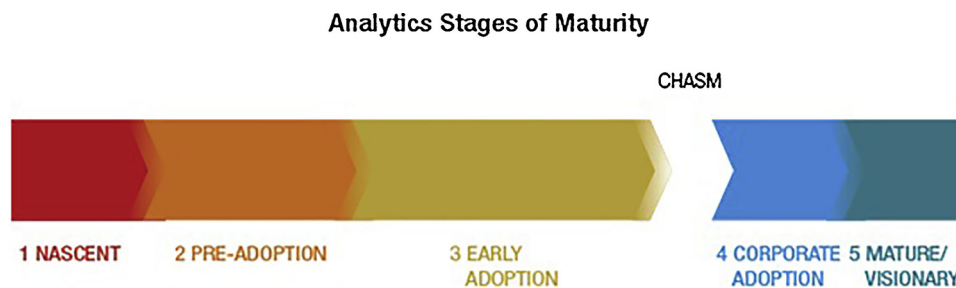 Analytics Stages of Maturity
CHASM
1 NASCENT
2 PRE-ADOPTION
3 EARLY
ADOPTION
4 CORPORATE
ADOPTION
5 MATURE/
VISIONARY